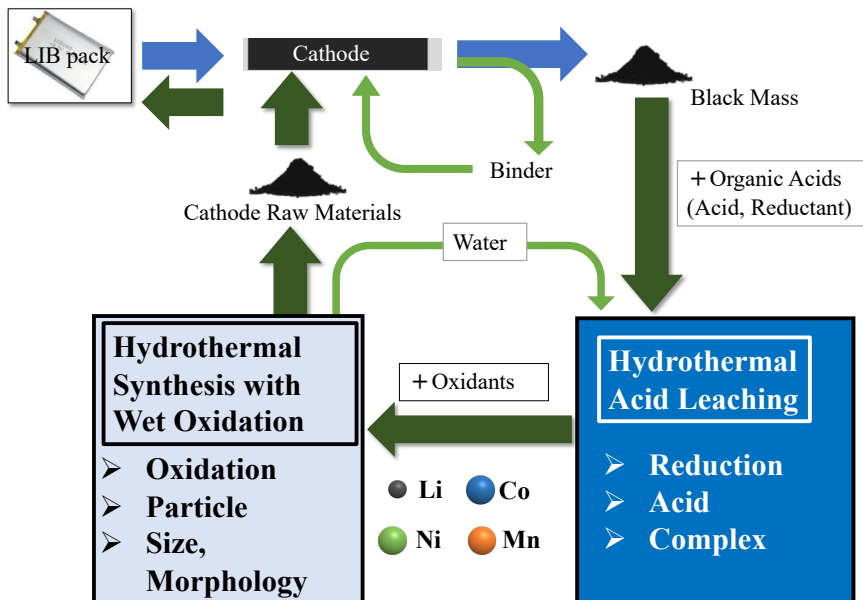 LIB pack
Cathode
Black Mass
Binder
+Organic Acids
(Acid, Reductant)
Cathode Raw Materials
Water
Hydrothermal
Synthesis with
Wet Oxidation
+Oxidants
Hydrothermal
Acid Leaching
➢ Oxidation
➢ Particle
➢ Size,
Morphology
Li
Co
Ni
Mn
➢ Reduction
➢ Acid
➢ Complex